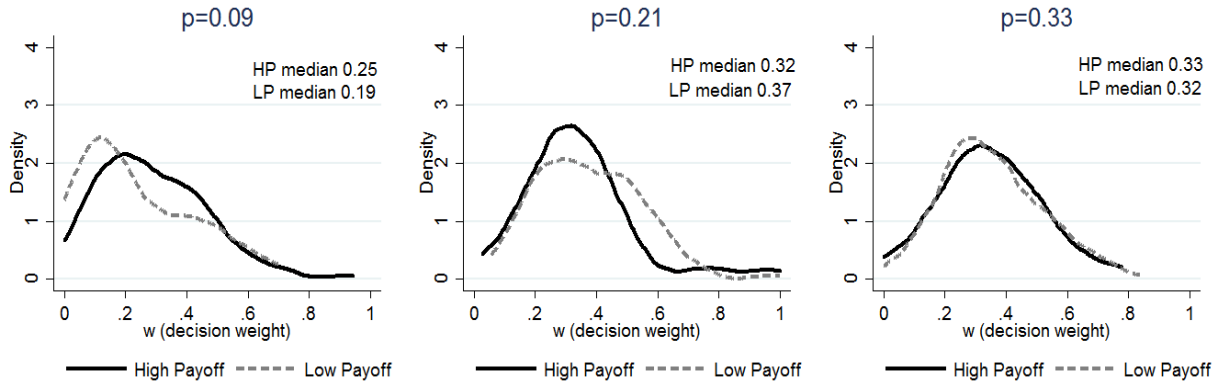 p=0.09
HP median 0.25
LP median 0.19
Density
4
3
2
1
0
0 .2 .4 .6 .8 1
w (decision weight)
High Payoff Low Payoff
p=0.21
HP median 0.32
LP median 0.37
Density
4
3
2
1
0
0 .2 .4 .6 .8 1
w (decision weight)
High Payoff Low Payoff
p=0.33
HP median 0.33
LP median 0.32
Density
4
3
2
1
0
0 .2 .4 .6 .8 1
w (decision weight)
High Payoff Low Payoff